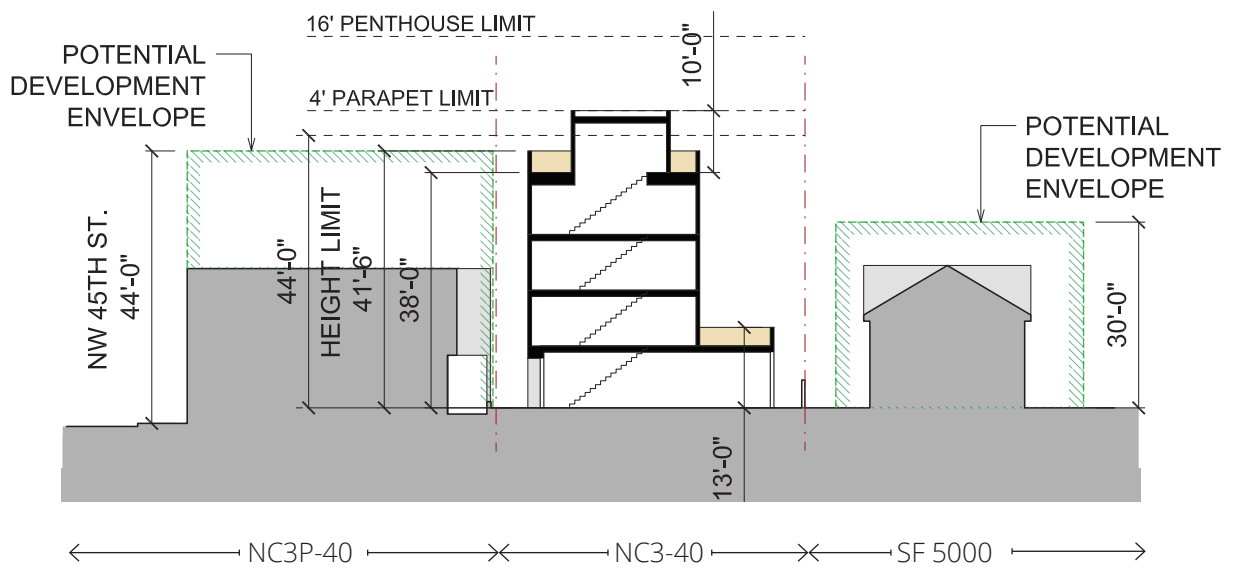 16' PENTHOUSE LIMIT
POTENTIAL
DEVELOPMENT
ENVELOPE
4' PARAPET LIMIT
10'-0"
POTENTIAL
DEVELOPMENT
ENVELOPE
NW 45TH ST.
44'-0"
44'-0"
HEIGHT LIMIT
41'-6"
38'-0"
30'-0"
13'-0"
NC3P-40
NC3-40
SF 5000